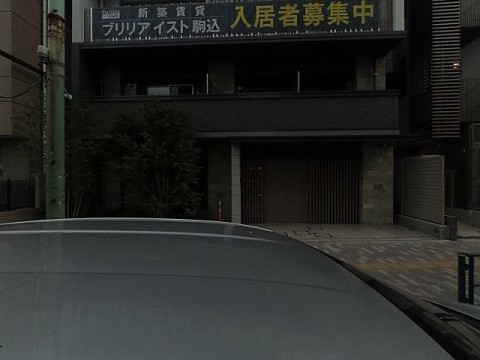 新築賃貸
ブリリアイスト駒込
入居者募集中